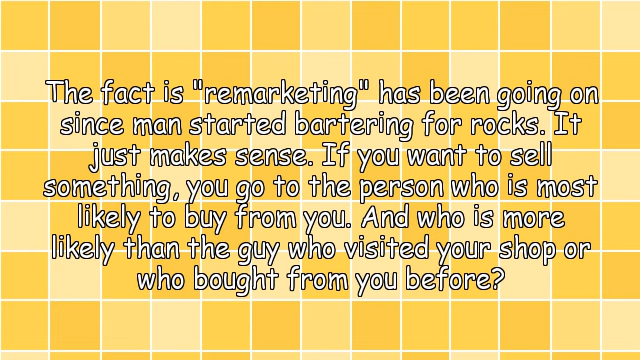 The fact is "remarketing" has been going on
since man started bartering for rocks. It
just makes sense. If you want to sell
something, you go to the person who is most
likely to buy from you. And who is more
likely than the guy who visited your shop or
who bought from you before?